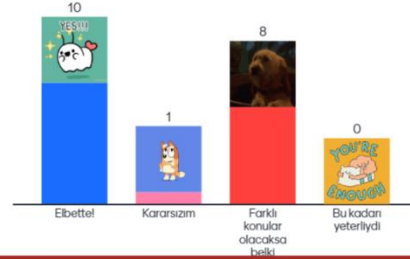 10
YES!!!
1
8
0
YOU'RE
ENOUGH
Elbette!
Kararsızım
Farklı
konular
olacaksa
belki
Bu kadarı
yeterliydi